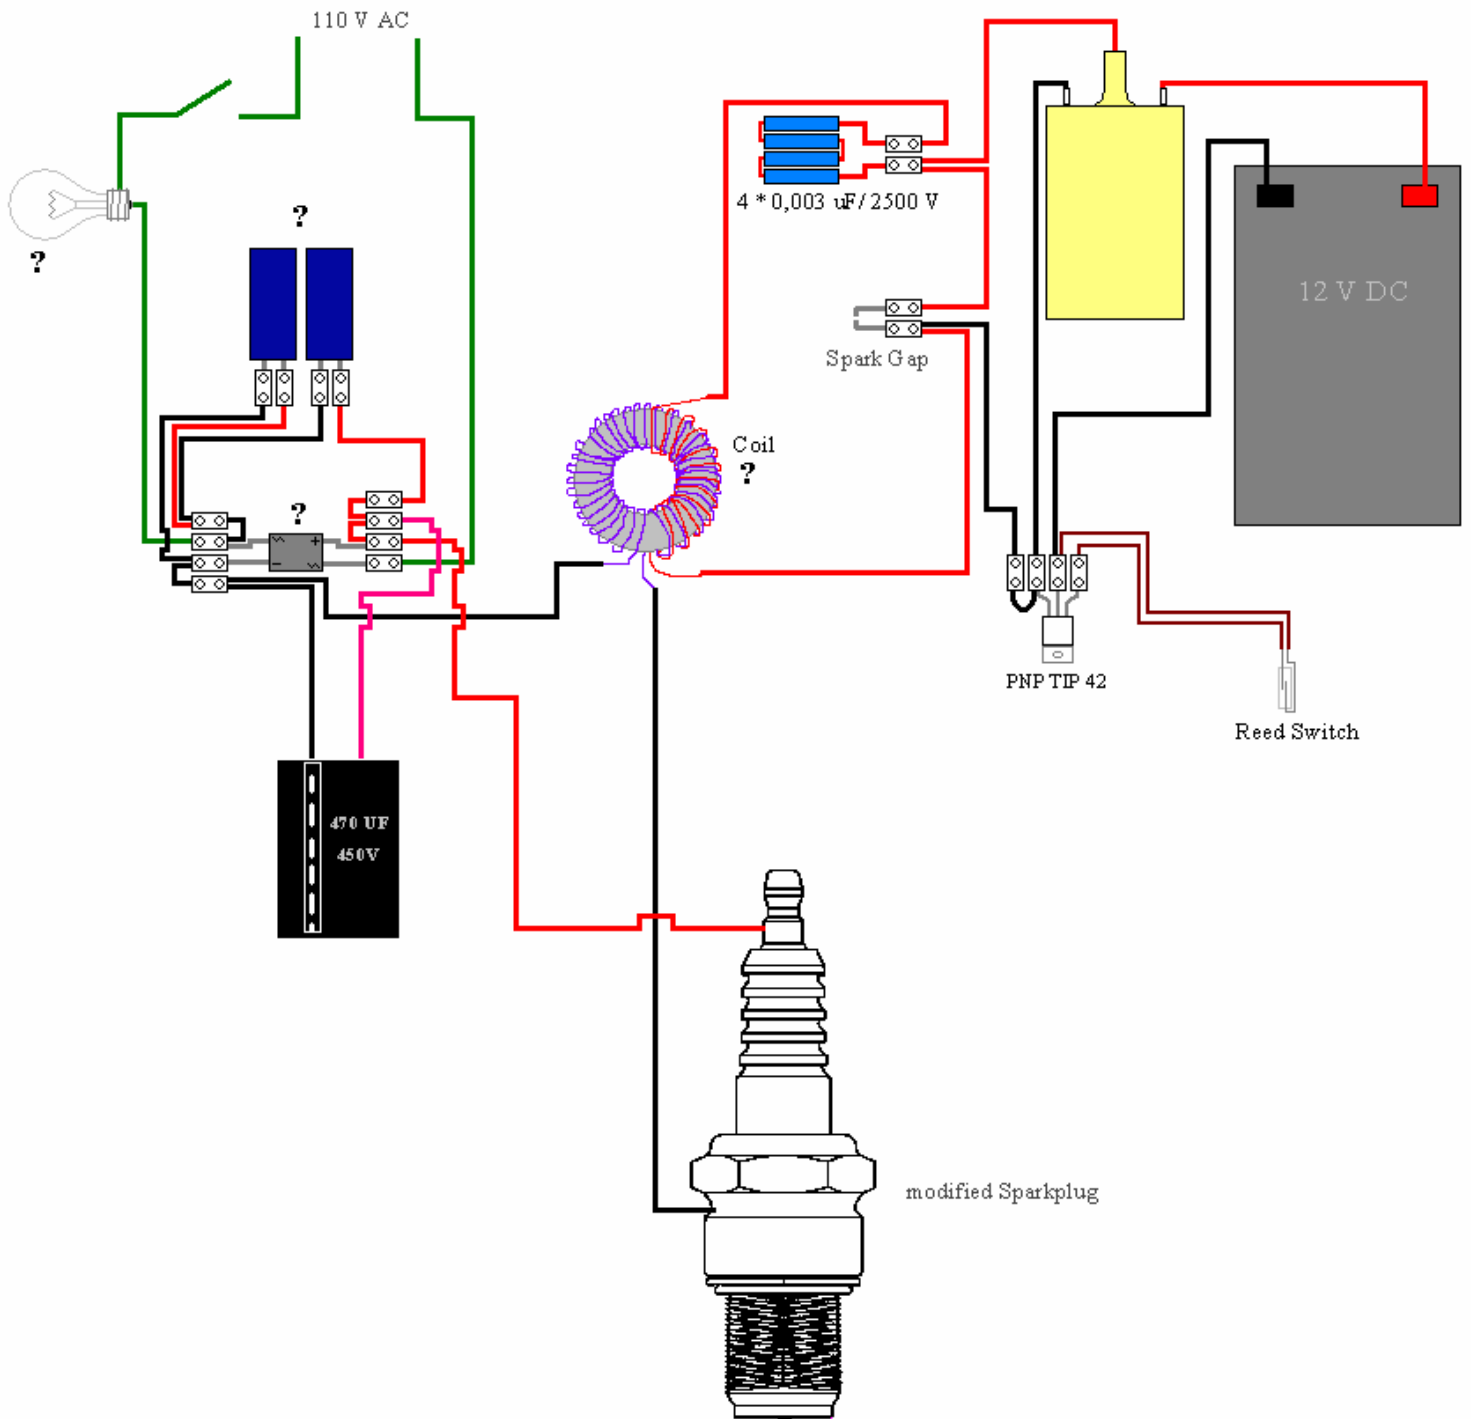 110 V AC
?
?
4 * 0,003 uF/ 2500 V
12 V DC
Spark Gap
Coil
?
?
~ +
- ~
PNP TIP 42
Reed Switch
470 UF
450V
modified Sparkplug